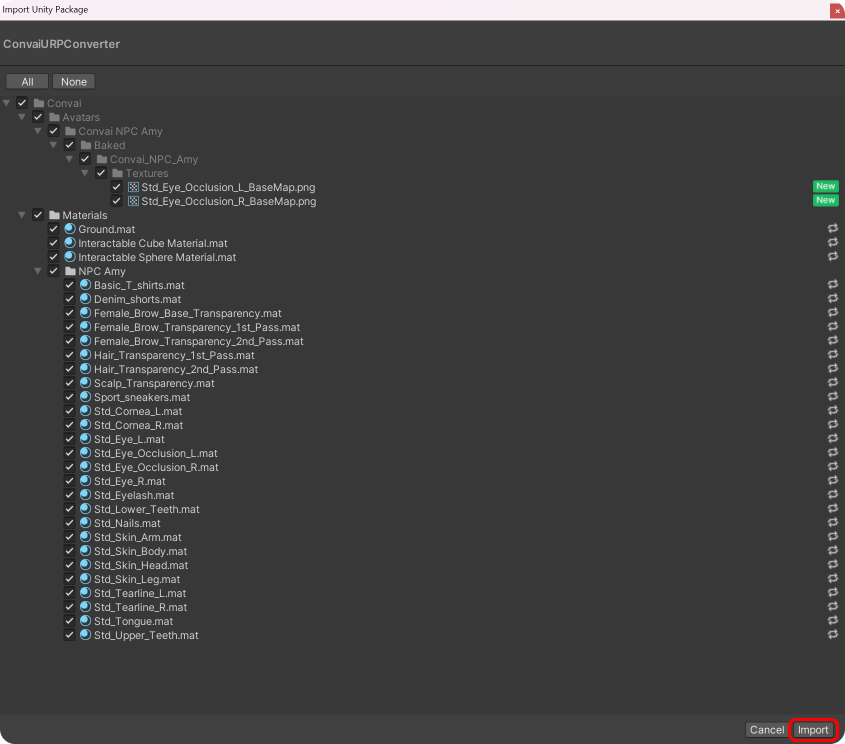 Import Unity Package
ConvaiURPConverter
All None
Convai
Avatars
Convai NPC Amy
Baked
Convai_NPC_Amy
Textures
Std_Eye_Occlusion_L_BaseMap.png New
Std_Eye_Occlusion_R_BaseMap.png New
Materials
Ground.mat
Interactable Cube Material.mat
Interactable Sphere Material.mat
NPC Amy
Basic_T_shirts.mat
Denim_shorts.mat
Female_Brow_Base_Transparency.mat
Female_Brow_Transparency_1st_Pass.mat
Female_Brow_Transparency_2nd_Pass.mat
Hair_Transparency_1st_Pass.mat
Hair_Transparency_2nd_Pass.mat
Scalp_Transparency.mat
Sport_sneakers.mat
Std_Cornea_L.mat
Std_Cornea_R.mat
Std_Eye_L.mat
Std_Eye_Occlusion_L.mat
Std_Eye_Occlusion_R.mat
Std_Eye_R.mat
Std_Eyelash.mat
Std_Lower_Teeth.mat
Std_Nails.mat
Std_Skin_Arm.mat
Std_Skin_Body.mat
Std_Skin_Head.mat
Std_Skin_Leg.mat
Std_Tearline_L.mat
Std_Tearline_R.mat
Std_Tongue.mat
Std_Upper_Teeth.mat
Cancel Import